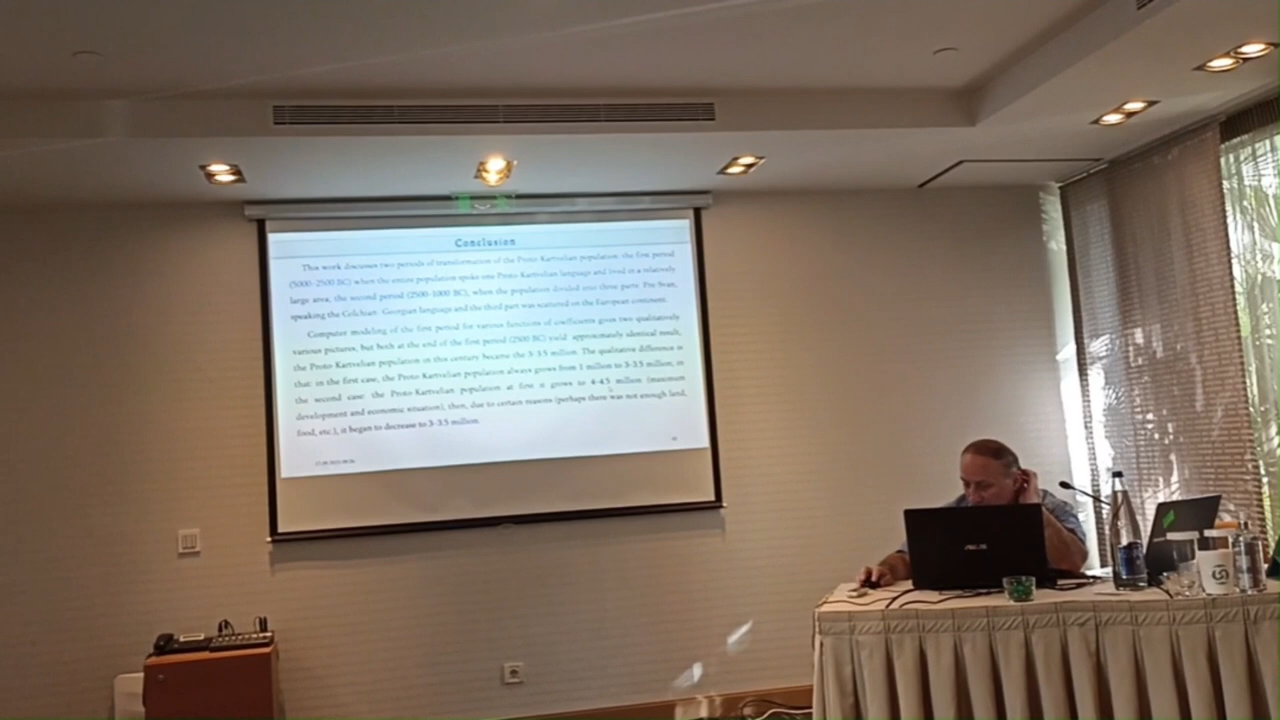 Conclusion
This work discusses two periods of transformation of the Proto-Kartvelian population: the first period
(5000-2500 BC) when the entire population spoke one Proto-Kartvelian language and lived in a relatively
large area, the second period (2500-1000 BC), when the population divided into three parts: Pre Svan,
speaking the Colchian Georgian language and the third part was scattered on the European continent.
Computer modeling of the first period for various functions of coefficients gives two qualitatively
various pictures, but both at the end of the first period (2500 BC) yield approximately identical result,
the Proto Kartvelian population in this century became the 3-3.5 million. The qualitative difference is
that: in the first case, the Proto-Kartvelian population always grows from 1 million to 3-3.5 million; in
the second case: the Proto-Kartvelian population at first it grows to 4-4.5 million (maximum
development and economic situation), then, due to certain reasons (perhaps there was not enough land,
food, etc.), it began to decrease to 3-3.5 million.
ASUS